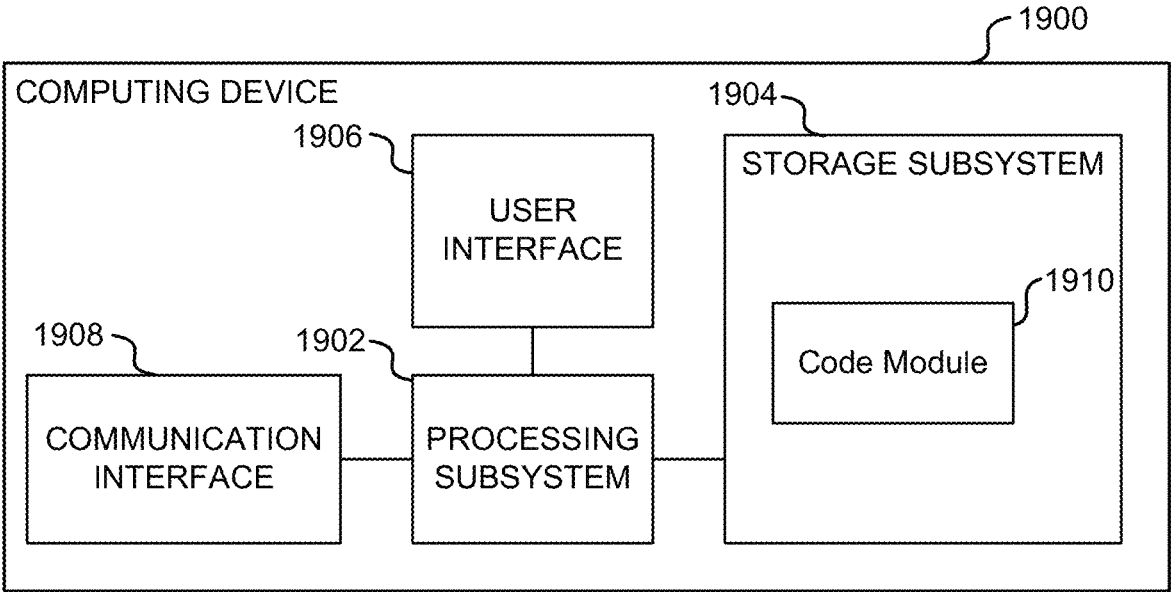 1900
COMPUTING DEVICE
1904
1906
STORAGE SUBSYSTEM
USER
INTERFACE
1910
1908
1902
Code Module
COMMUNICATION
INTERFACE
PROCESSING
SUBSYSTEM